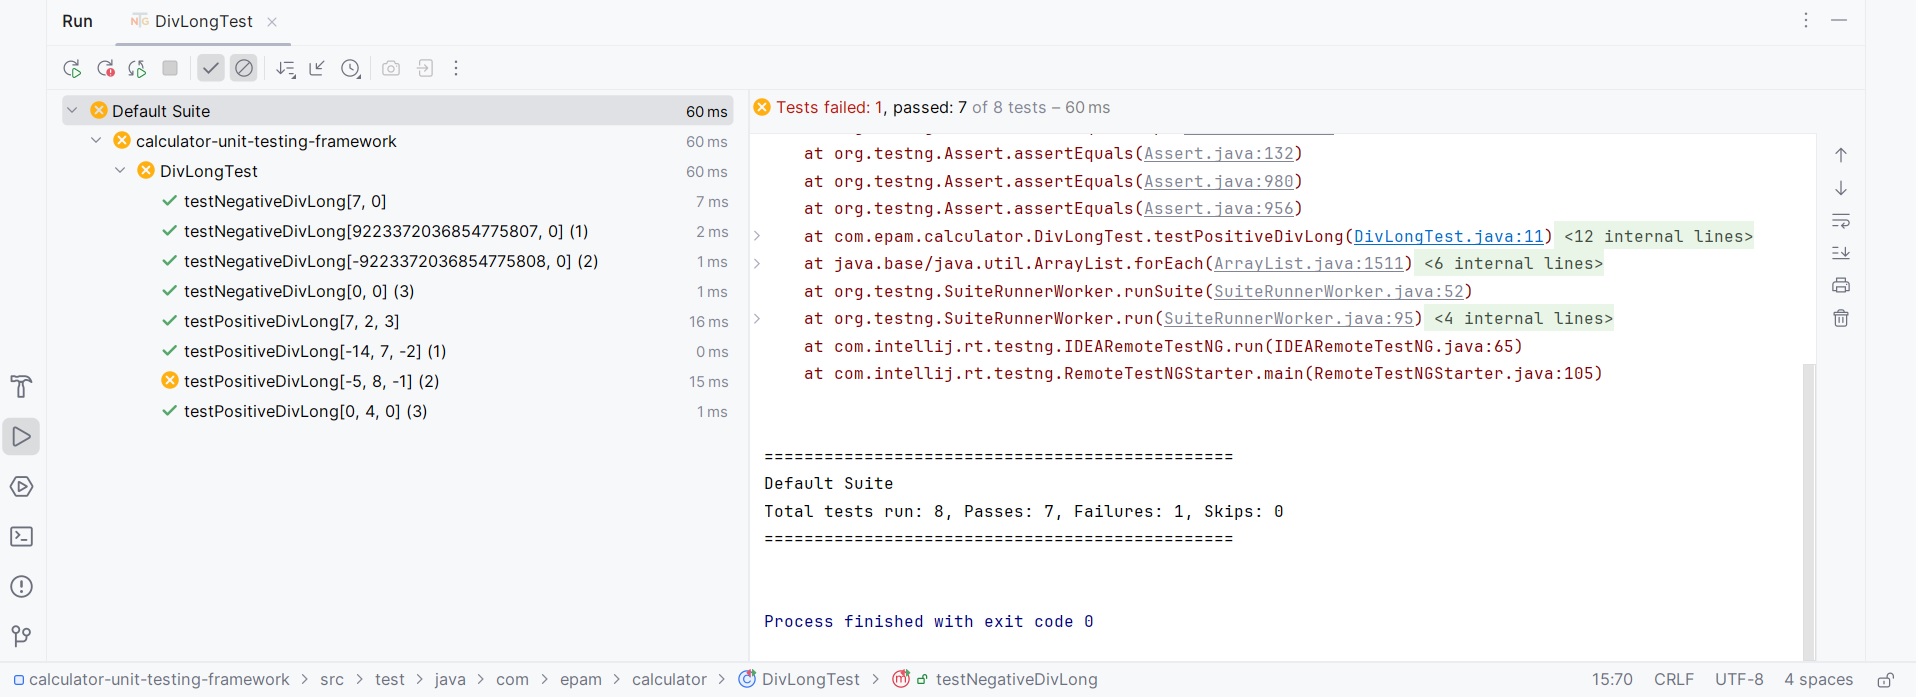 Run DivLongTest
Default Suite 60 ms
calculator-unit-testing-framework 60 ms
DivLongTest 60 ms
testNegativeDivLong[7, 0] 7 ms
testNegativeDivLong[9223372036854775807, 0] (1) 2 ms
testNegativeDivLong[-9223372036854775808, 0] (2) 1 ms
testNegativeDivLong[0, 0] (3) 1 ms
testPositiveDivLong[7, 2, 3] 16 ms
testPositiveDivLong[-14, 7, -2] (1) 0 ms
testPositiveDivLong[-5, 8, -1] (2) 15 ms
testPositiveDivLong[0, 4, 0] (3) 1 ms
Tests failed: 1, passed: 7 of 8 tests – 60 ms
at org.testng.Assert.assertEquals(Assert.java:132)
at org.testng.Assert.assertEquals(Assert.java:980)
at org.testng.Assert.assertEquals(Assert.java:956)
at com.epam.calculator.DivLongTest.testPositiveDivLong(DivLongTest.java:11) <12 internal lines>
at java.base/java.util.ArrayList.forEach(ArrayList.java:1511) <6 internal lines>
at org.testng.SuiteRunnerWorker.runSuite(SuiteRunnerWorker.java:52)
at org.testng.SuiteRunnerWorker.run(SuiteRunnerWorker.java:95) <4 internal lines>
at com.intellij.rt.testng.IDEARemoteTestNG.run(IDEARemoteTestNG.java:65)
at com.intellij.rt.testng.RemoteTestNGStarter.main(RemoteTestNGStarter.java:105)
===============================================
Default Suite
Total tests run: 8, Passes: 7, Failures: 1, Skips: 0
===============================================
Process finished with exit code 0
calculator-unit-testing-framework > src > test > java > com > epam > calculator > DivLongTest > testNegativeDivLong 15:70 CRLF UTF-8 4 spaces